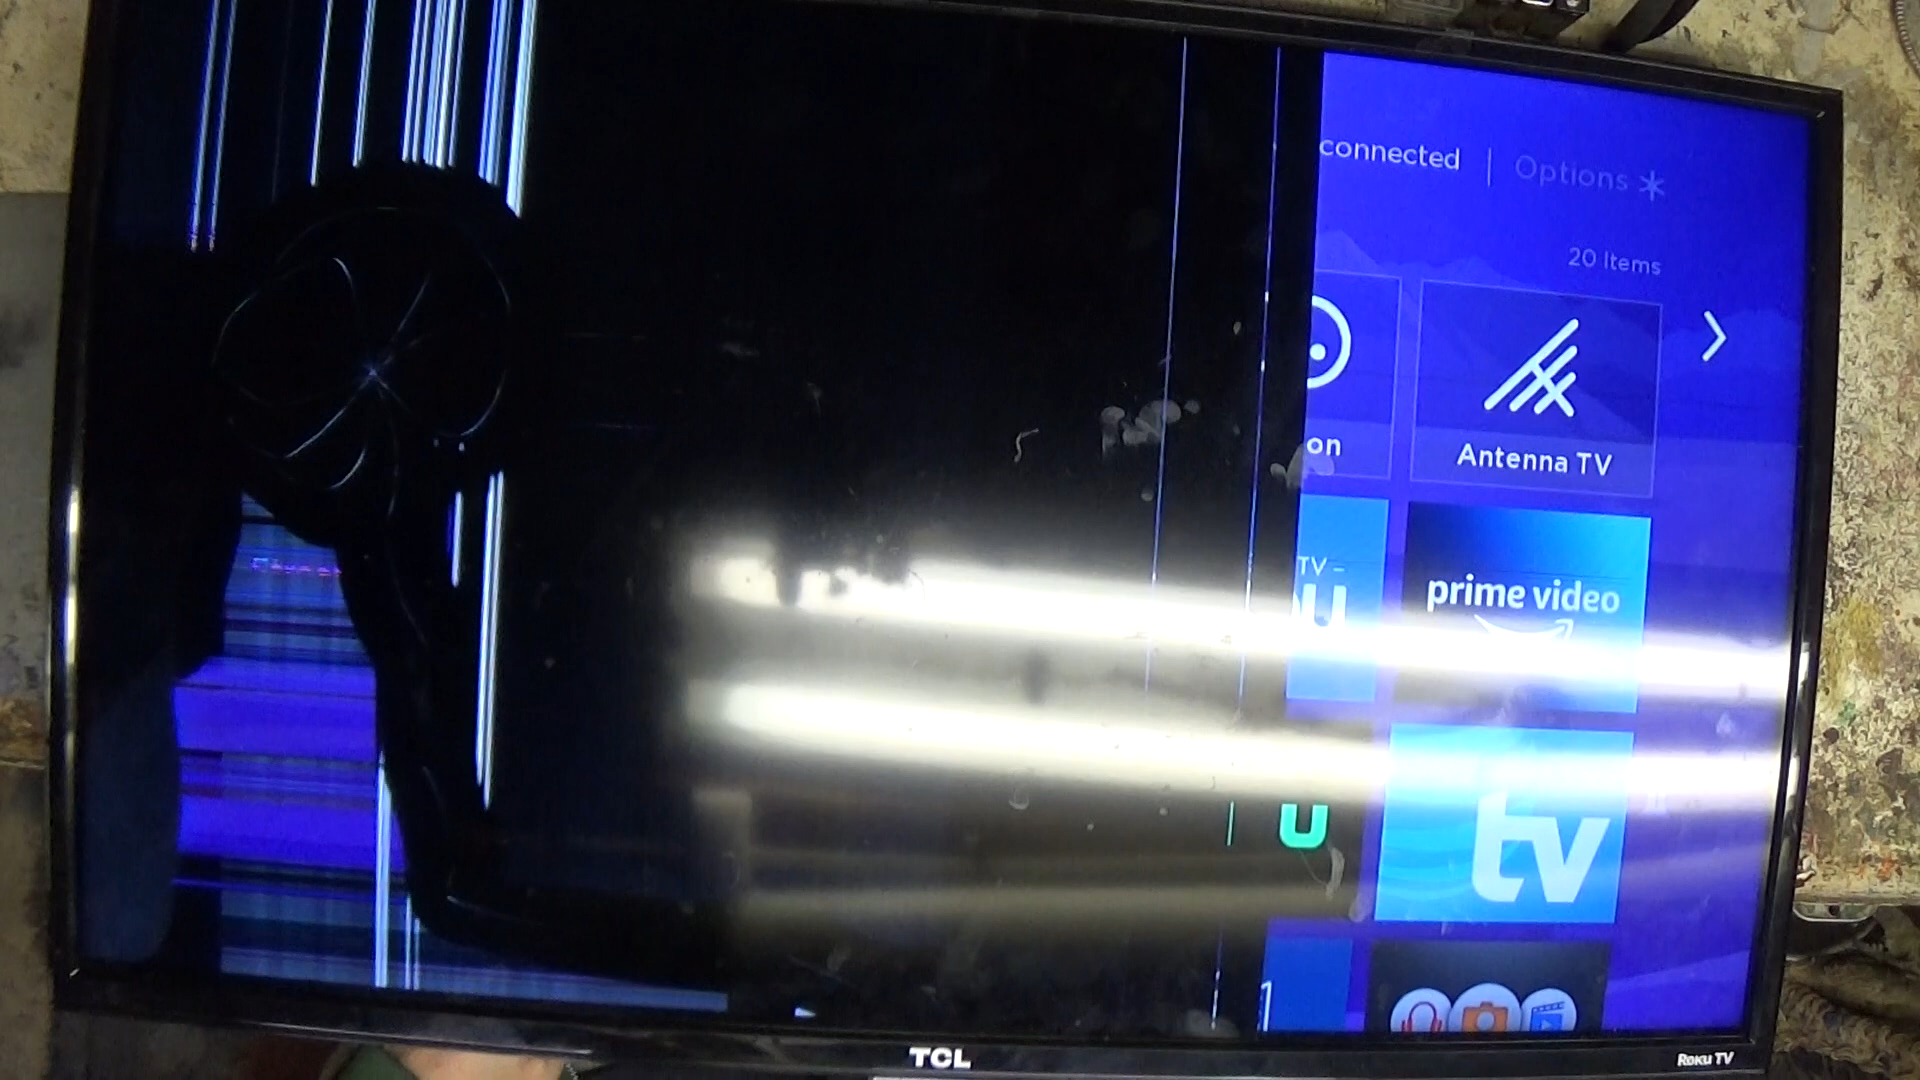 connected | Options
20 Items
on
Antenna TV
TV
prime video
u
tv
TCL
Roku TV